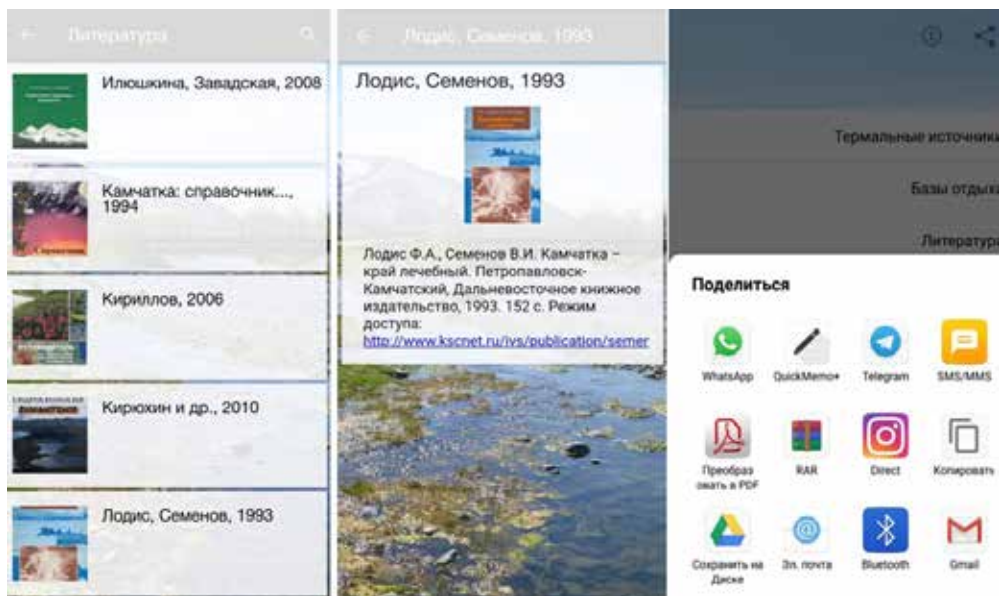 Литература
Илюшкина, Завадская, 2008
Камчатка: справочник...,
1994
Кириллов, 2006
Кирюхин и др., 2010
Лодис, Семенов, 1993
Лодис, Семенов, 1993
Лодис, Семенов, 1993
Лодис Ф.А., Семенов В.И. Камчатка –
край лечебный. Петропавловск-
Камчатский, Дальневосточное книжное
издательство, 1993. 152 с. Режим
доступа:
http://www.kscnet.ru/ivs/publication/semer
Термальные источники
Базы отдыха
Литература
Поделиться
WhatsApp
QuickMemo+
Telegram
SMS/MMS
Преобраз
овать в PDF
RAR
Direct
Копировать
Сохранить на
Диске
Эл. почта
Bluetooth
Gmail